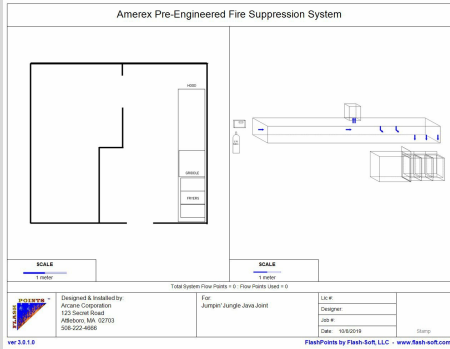 Amerex Pre-Engineered Fire Suppression System
HOOD
GRIDDLE
FRYERS
SCALE
1 meter
SCALE
1 meter
Total System Flow Points = 0 : Flow Points Used = 0
FLASH POINTS
Designed & Installed by:
Arcane Corporation
123 Secret Road
Attleboro, MA 02703
508-222-4666
For:
Jumpin' Jungle Java Joint
Lic #:
Designer:
Job #:
Date: 10/8/2019
Stamp
ver 3.0.1.0
FlashPoints by Flash-Soft, LLC - www.flash-soft.com